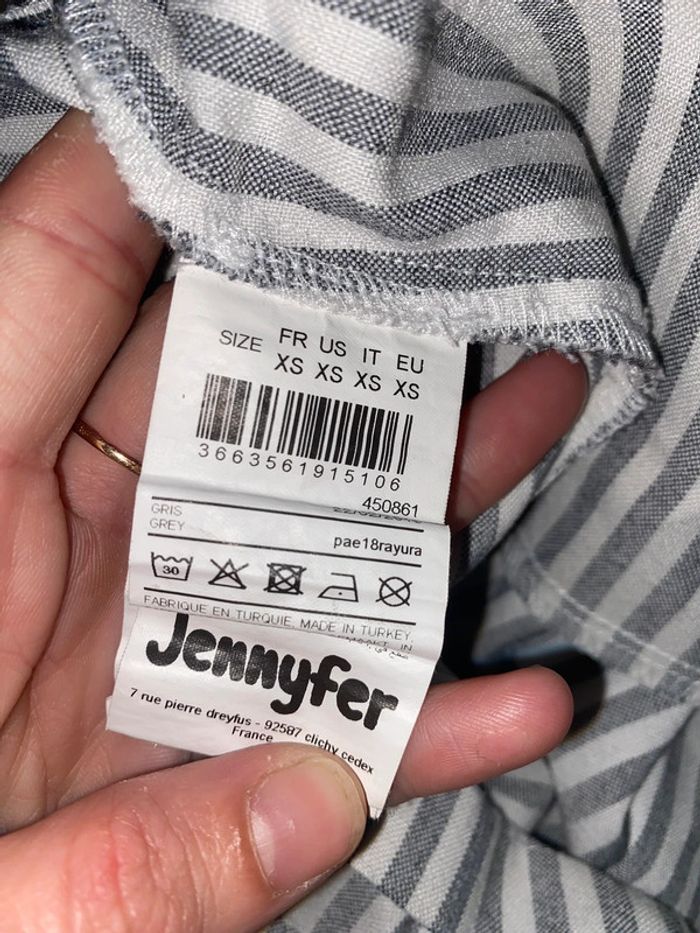 SIZE FR US IT EU
XS XS XS XS
3663561915106
450861
GRIS
GREY
pae18rayura
30
FABRIQUE EN TURQUIE. MADE IN TURKEY.
Jennyfer
7 rue pierre dreyfus - 92587 clichy cedex
France